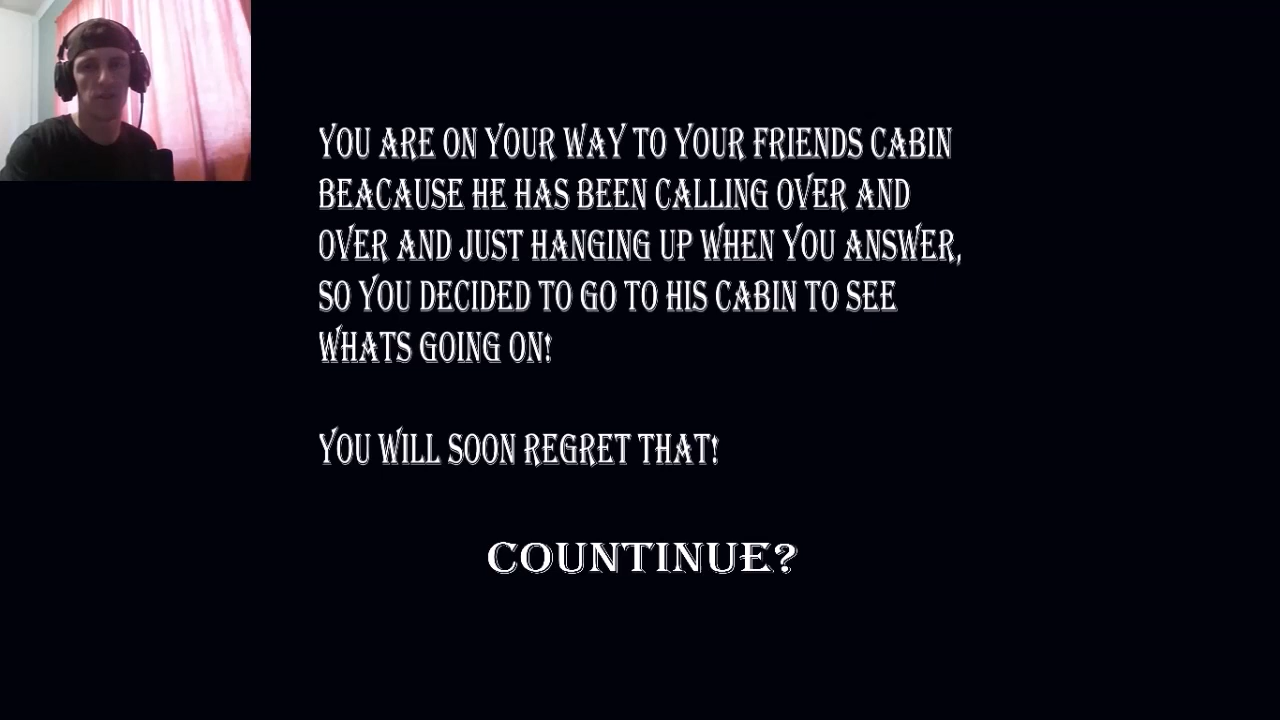 YOU ARE ON YOUR WAY TO YOUR FRIENDS CABIN
BEACAUSE HE HAS BEEN CALLING OVER AND
OVER AND JUST HANGING UP WHEN YOU ANSWER,
SO YOU DECIDED TO GO TO HIS CABIN TO SEE
WHATS GOING ON!
YOU WILL SOON REGRET THAT!
COUNTINUE?